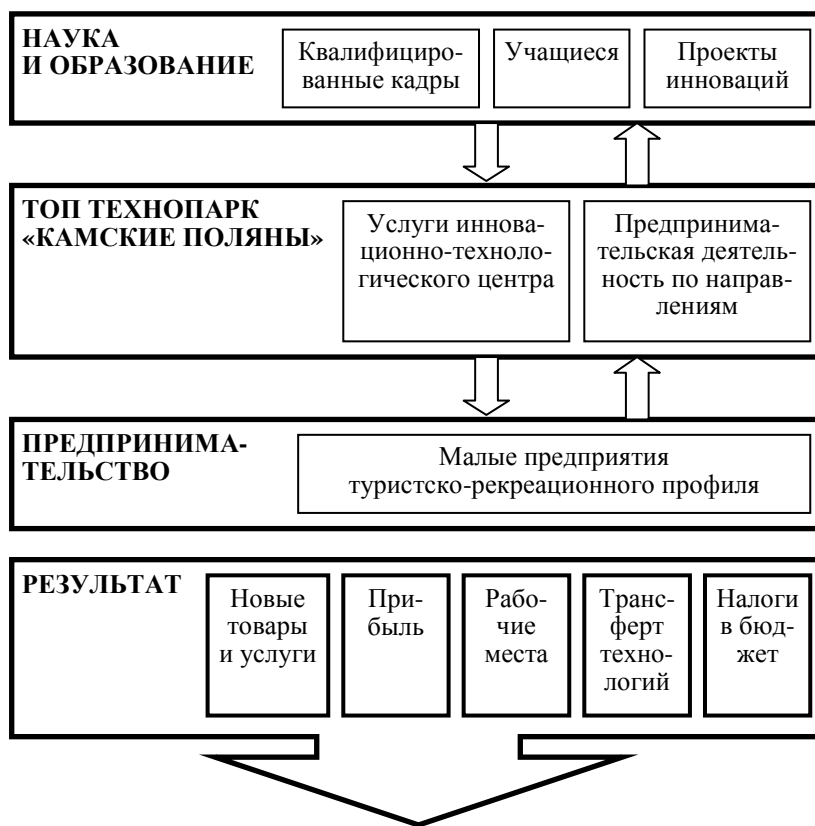 НАУКА
И ОБРАЗОВАНИЕ
Квалифициро-
ванные кадры
Учащиеся
Проекты
инноваций
ТОП ТЕХНОПАРК
«КАМСКИЕ ПОЛЯНЫ»
Услуги иннова-
ционно-техноло-
гического центра
Предпринима-
тельская деятель-
ность по направ-
лениям
ПРЕДПРИНИМА-
ТЕЛЬСТВО
Малые предприятия
туристско-рекреационного профиля
РЕЗУЛЬТАТ
Новые
товары
и услуги
При-
быль
Рабо-
чие
места
Транс-
ферт
техно-
логий
Налоги
в бюд-
жет